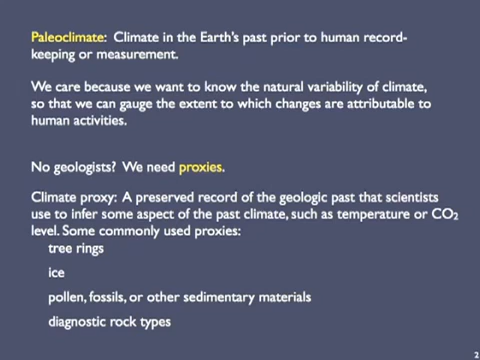 Paleoclimate:  Climate in the Earth's past prior to human record-
keeping or measurement.
We care because we want to know the natural variability of climate,
so that we can gauge the extent to which changes are attributable to
human activities.
No geologists?  We need proxies.
Climate proxy:  A preserved record of the geologic past that scientists
use to infer some aspect of the past climate, such as temperature or CO₂
level. Some commonly used proxies:
tree rings
ice
pollen, fossils, or other sedimentary materials
diagnostic rock types
2